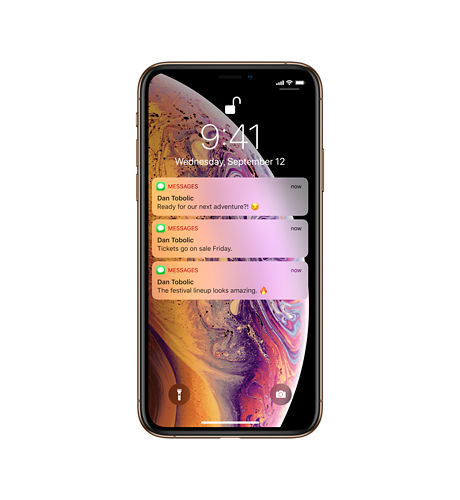 9:41
Wednesday, September 12
MESSAGES now
Dan Tobolic
Ready for our next adventure?! 😏
MESSAGES now
Dan Tobolic
Tickets go on sale Friday.
MESSAGES now
Dan Tobolic
The festival lineup looks amazing. 🔥